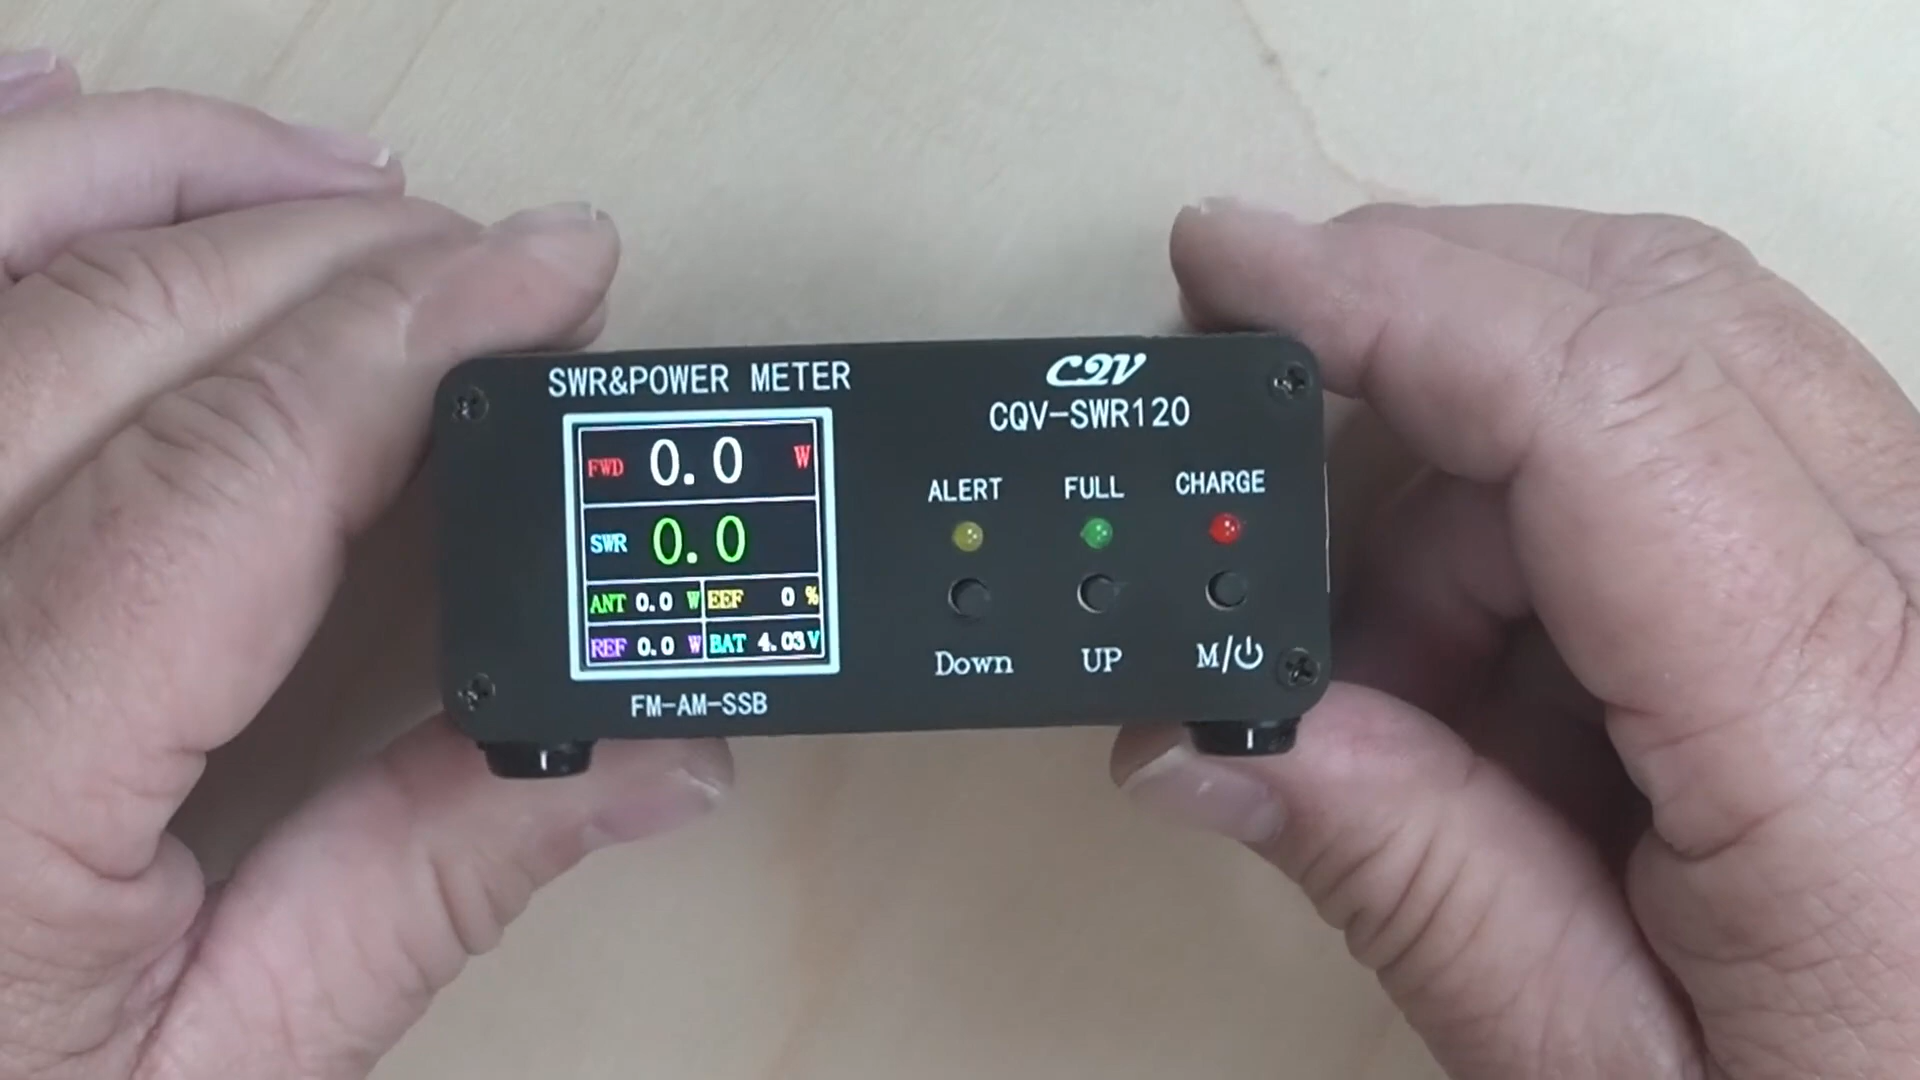 SWR&POWER METER
CQV
CQV-SWR120
FWD 0.0 W
SWR 0.0
ANT 0.0 W EEF 0 %
REF 0.0 W BAT 4.03V
ALERT FULL CHARGE
Down UP M/⏻
FM-AM-SSB